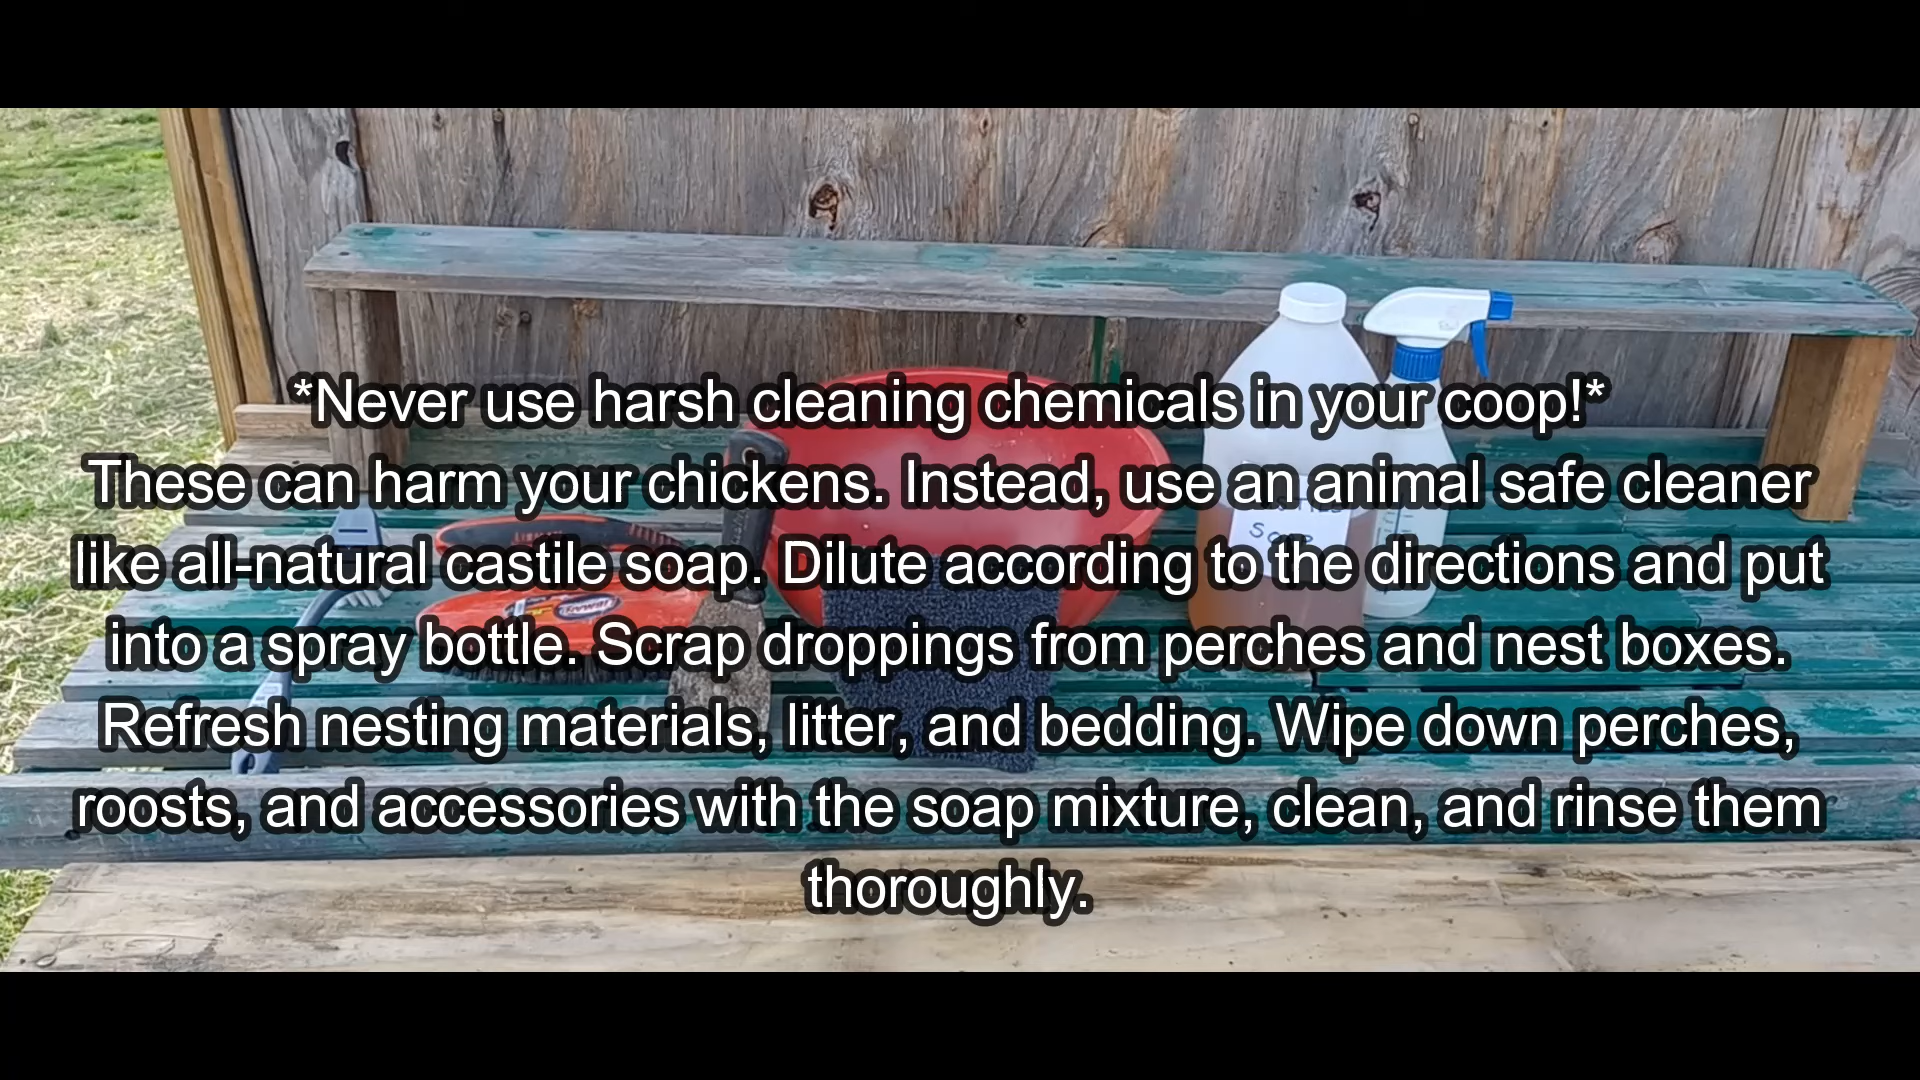 *Never use harsh cleaning chemicals in your coop!*
These can harm your chickens. Instead, use an animal safe cleaner
like all-natural castile soap. Dilute according to the directions and put
into a spray bottle. Scrap droppings from perches and nest boxes.
Refresh nesting materials, litter, and bedding. Wipe down perches,
roosts, and accessories with the soap mixture, clean, and rinse them
thoroughly.